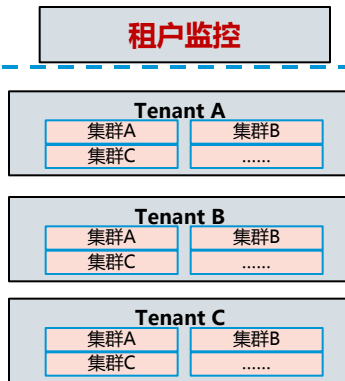 租户监控
Tenant A
集群A 集群B
集群C ......
Tenant B
集群A 集群B
集群C ......
Tenant C
集群A 集群B
集群C ......